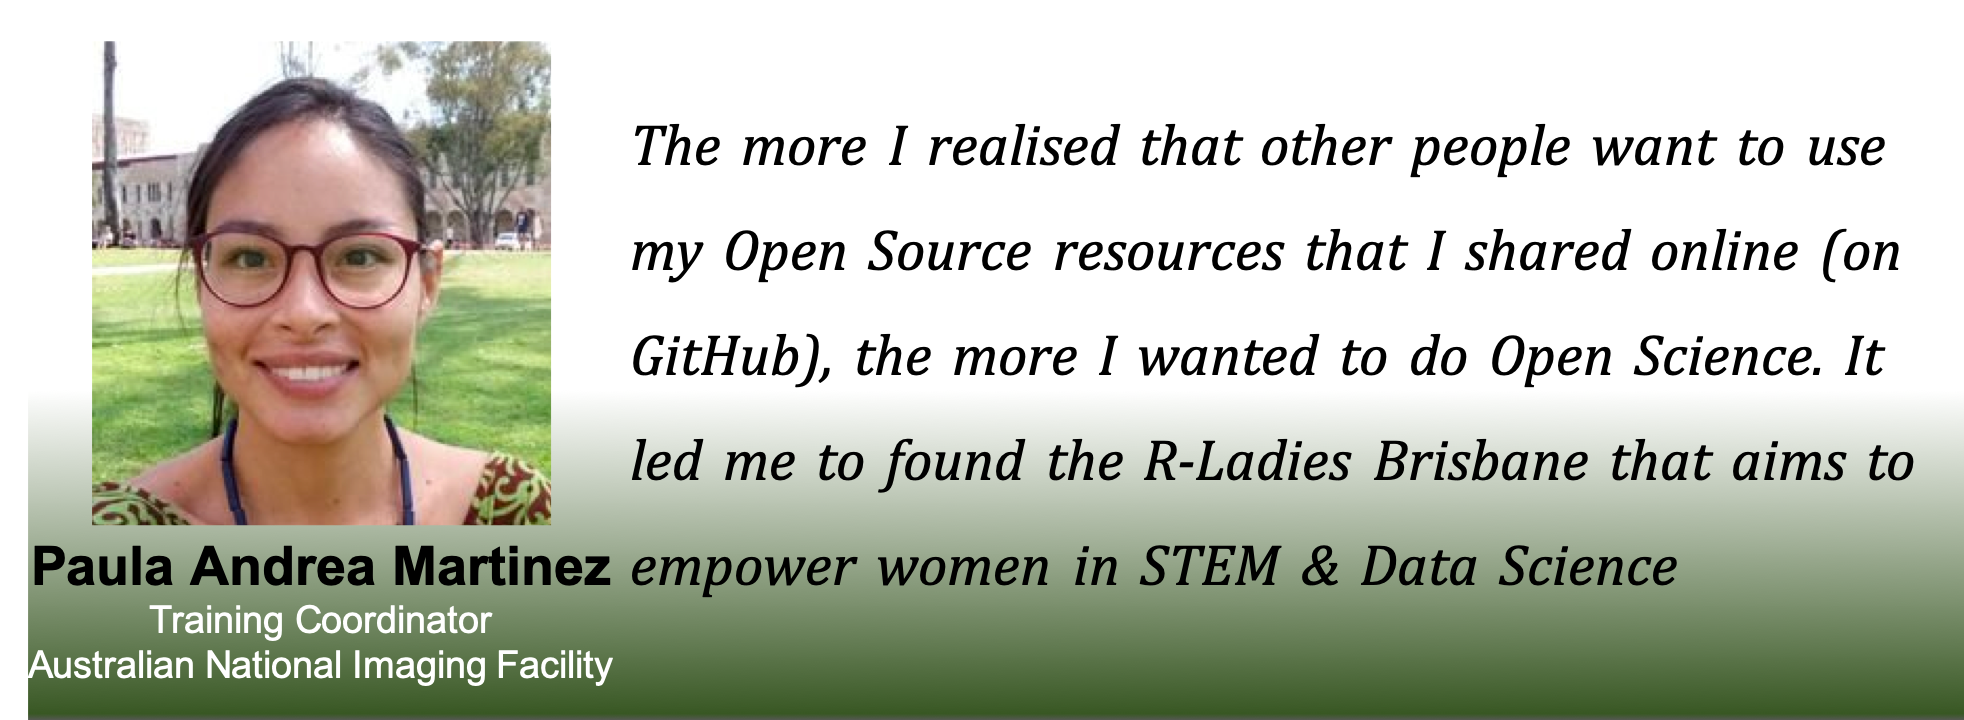 The more I realised that other people want to use
my Open Source resources that I shared online (on
GitHub), the more I wanted to do Open Science. It
led me to found the R-Ladies Brisbane that aims to
empower women in STEM & Data Science
Paula Andrea Martinez
Training Coordinator
Australian National Imaging Facility